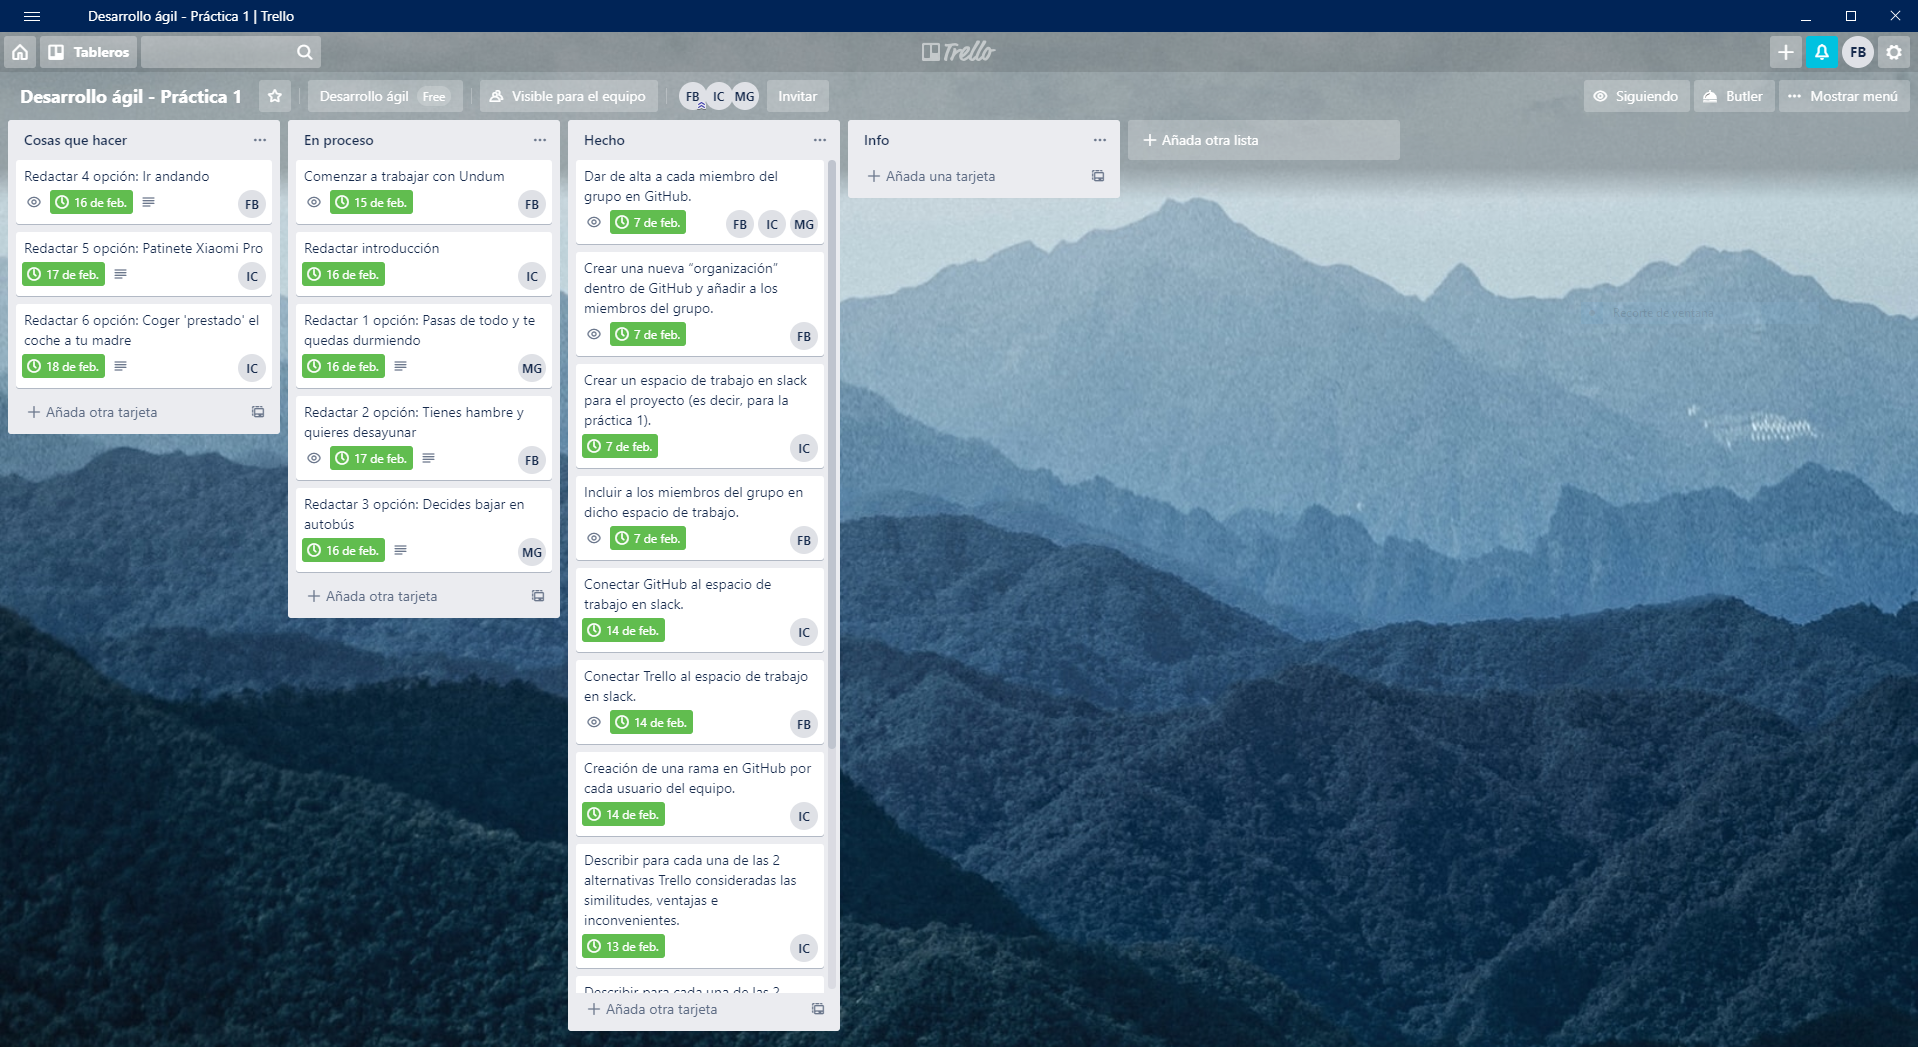 Desarrollo ágil - Práctica 1 | Trello
Tableros
Trello
FB
Desarrollo ágil - Práctica 1
Desarrollo ágil Free
Visible para el equipo
FB IC MG
Invitar
Siguiendo
Butler
Mostrar menú
Cosas que hacer
Redactar 4 opción: Ir andando
16 de feb.
FB
Redactar 5 opción: Patinete Xiaomi Pro
17 de feb.
IC
Redactar 6 opción: Coger 'prestado' el
coche a tu madre
18 de feb.
IC
Añada otra tarjeta
En proceso
Comenzar a trabajar con Undum
15 de feb.
FB
Redactar introducción
16 de feb.
IC
Redactar 1 opción: Pasas de todo y te
quedas durmiendo
16 de feb.
MG
Redactar 2 opción: Tienes hambre y
quieres desayunar
17 de feb.
FB
Redactar 3 opción: Decides bajar en
autobús
16 de feb.
MG
Añada otra tarjeta
Hecho
Dar de alta a cada miembro del
grupo en GitHub.
7 de feb.
FB IC MG
Crear una nueva “organización”
dentro de GitHub y añadir a los
miembros del grupo.
7 de feb.
FB
Crear un espacio de trabajo en slack
para el proyecto (es decir, para la
práctica 1).
7 de feb.
IC
Incluir a los miembros del grupo en
dicho espacio de trabajo.
7 de feb.
FB
Conectar GitHub al espacio de
trabajo en slack.
14 de feb.
IC
Conectar Trello al espacio de trabajo
en slack.
14 de feb.
FB
Creación de una rama en GitHub por
cada usuario del equipo.
14 de feb.
IC
Describir para cada una de las 2
alternativas Trello consideradas las
similitudes, ventajas e
inconvenientes.
13 de feb.
IC
Describir para cada una de las 2
Añada otra tarjeta
Info
Añada una tarjeta
Añada otra lista